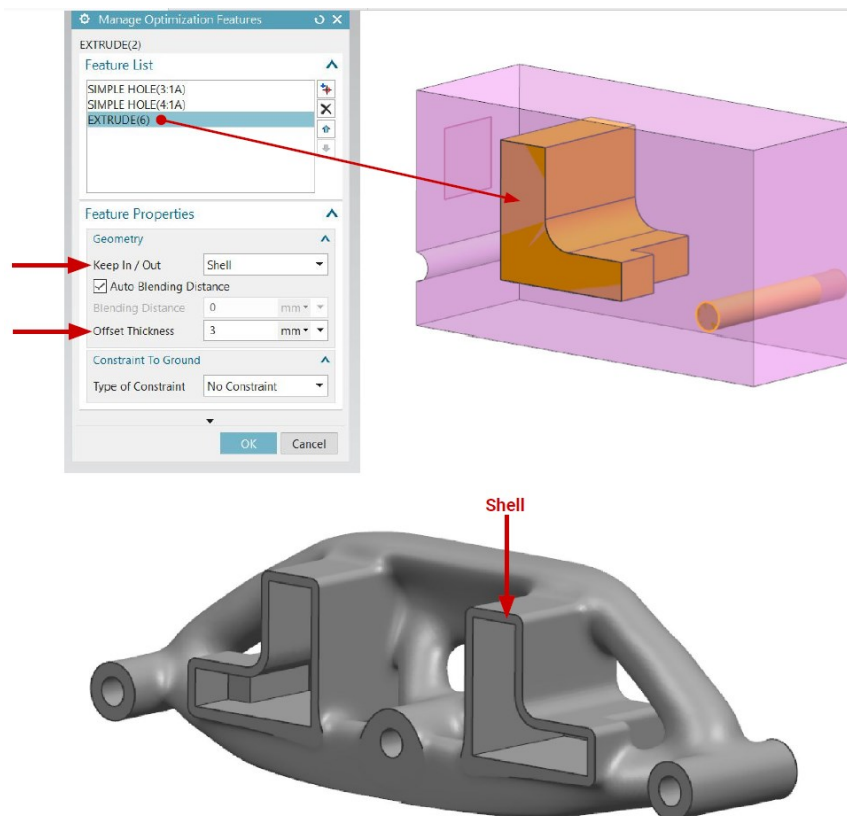 Manage Optimization Features
EXTRUDE(2)
Feature List
SIMPLE HOLE(3:1A)
SIMPLE HOLE(4:1A)
EXTRUDE(6)
Feature Properties
Geometry
Keep In / Out Shell
Auto Blending Distance
Blending Distance 0 mm
Offset Thickness 3 mm
Constraint To Ground
Type of Constraint No Constraint
OK Cancel
Shell